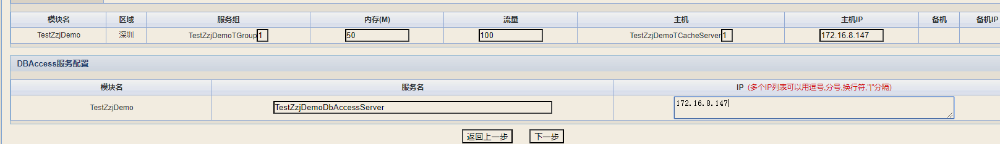 模块名 区域 服务组 内存(M) 流量 主机 主机IP 备机 备机IP
TestZzjDemo 深圳 TestZzjDemoTGroup1 50 100 TestZzjDemoTCacheServer1 172.16.8.147
DBAccess服务配置
模块名 服务名 IP (多个IP列表可以用逗号,分号,换行符,"|"分隔)
TestZzjDemo TestZzjDemoDbAccessServer 172.16.8.147
返回上一步 下一步